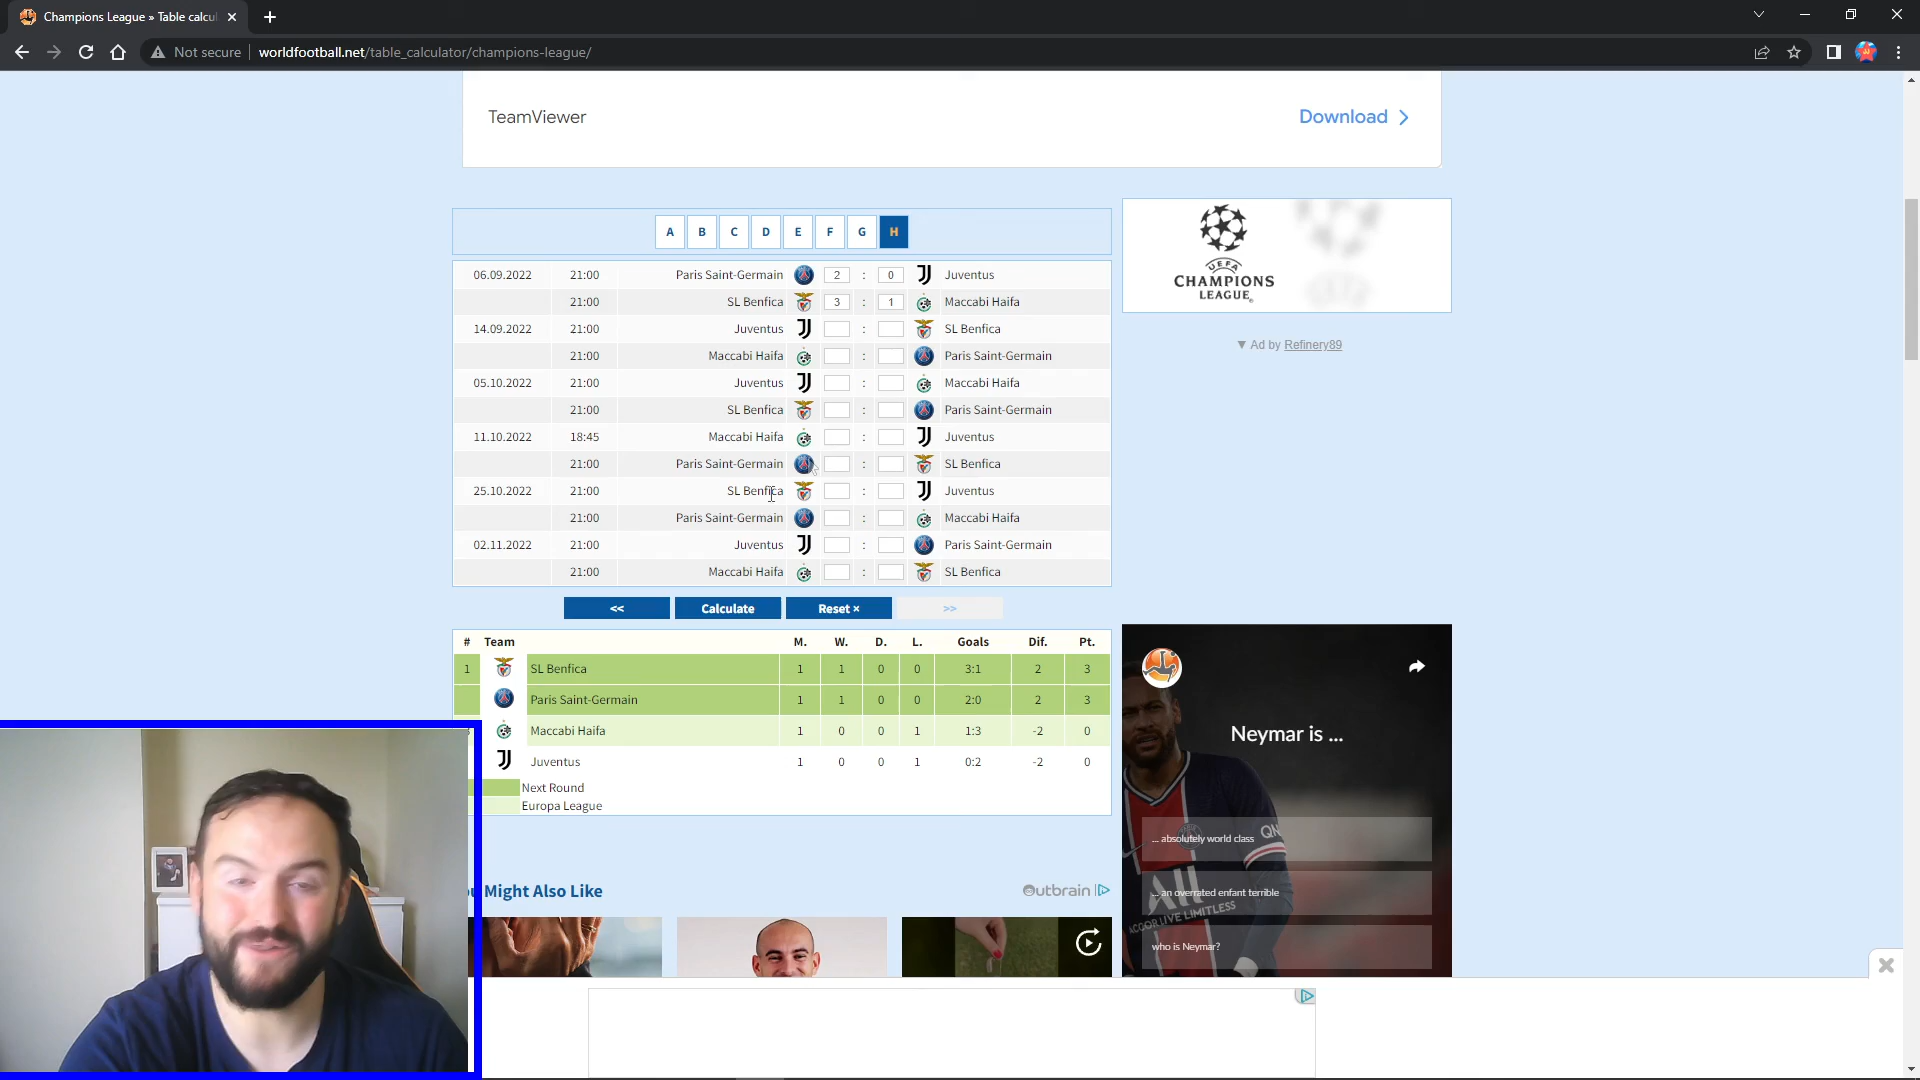 Champions League » Table calcul
Not secure worldfootball.net/table_calculator/champions-league/
TeamViewer Download
A B C D E F G H
06.09.2022 21:00 Paris Saint-Germain 2 : 0 Juventus
21:00 SL Benfica 3 : 1 Maccabi Haifa
14.09.2022 21:00 Juventus : SL Benfica
21:00 Maccabi Haifa : Paris Saint-Germain
05.10.2022 21:00 Juventus : Maccabi Haifa
21:00 SL Benfica : Paris Saint-Germain
11.10.2022 18:45 Maccabi Haifa : Juventus
21:00 Paris Saint-Germain : SL Benfica
25.10.2022 21:00 SL Benfica : Juventus
21:00 Paris Saint-Germain : Maccabi Haifa
02.11.2022 21:00 Juventus : Paris Saint-Germain
21:00 Maccabi Haifa : SL Benfica
<< Calculate Reset × >>
# Team M. W. D. L. Goals Dif. Pt.
1 SL Benfica 1 1 0 0 3:1 2 3
Paris Saint-Germain 1 1 0 0 2:0 2 3
Maccabi Haifa 1 0 0 1 1:3 -2 0
Juventus 1 0 0 1 0:2 -2 0
Next Round
Europa League
Might Also Like
Outbrain
UEFA
CHAMPIONS
LEAGUE
▼ Ad by Refinery89
Neymar is ...
... absolutely world class
... an overrated enfant terrible
who is Neymar?
QN
ALL
ACCOR LIVE LIMITLESS